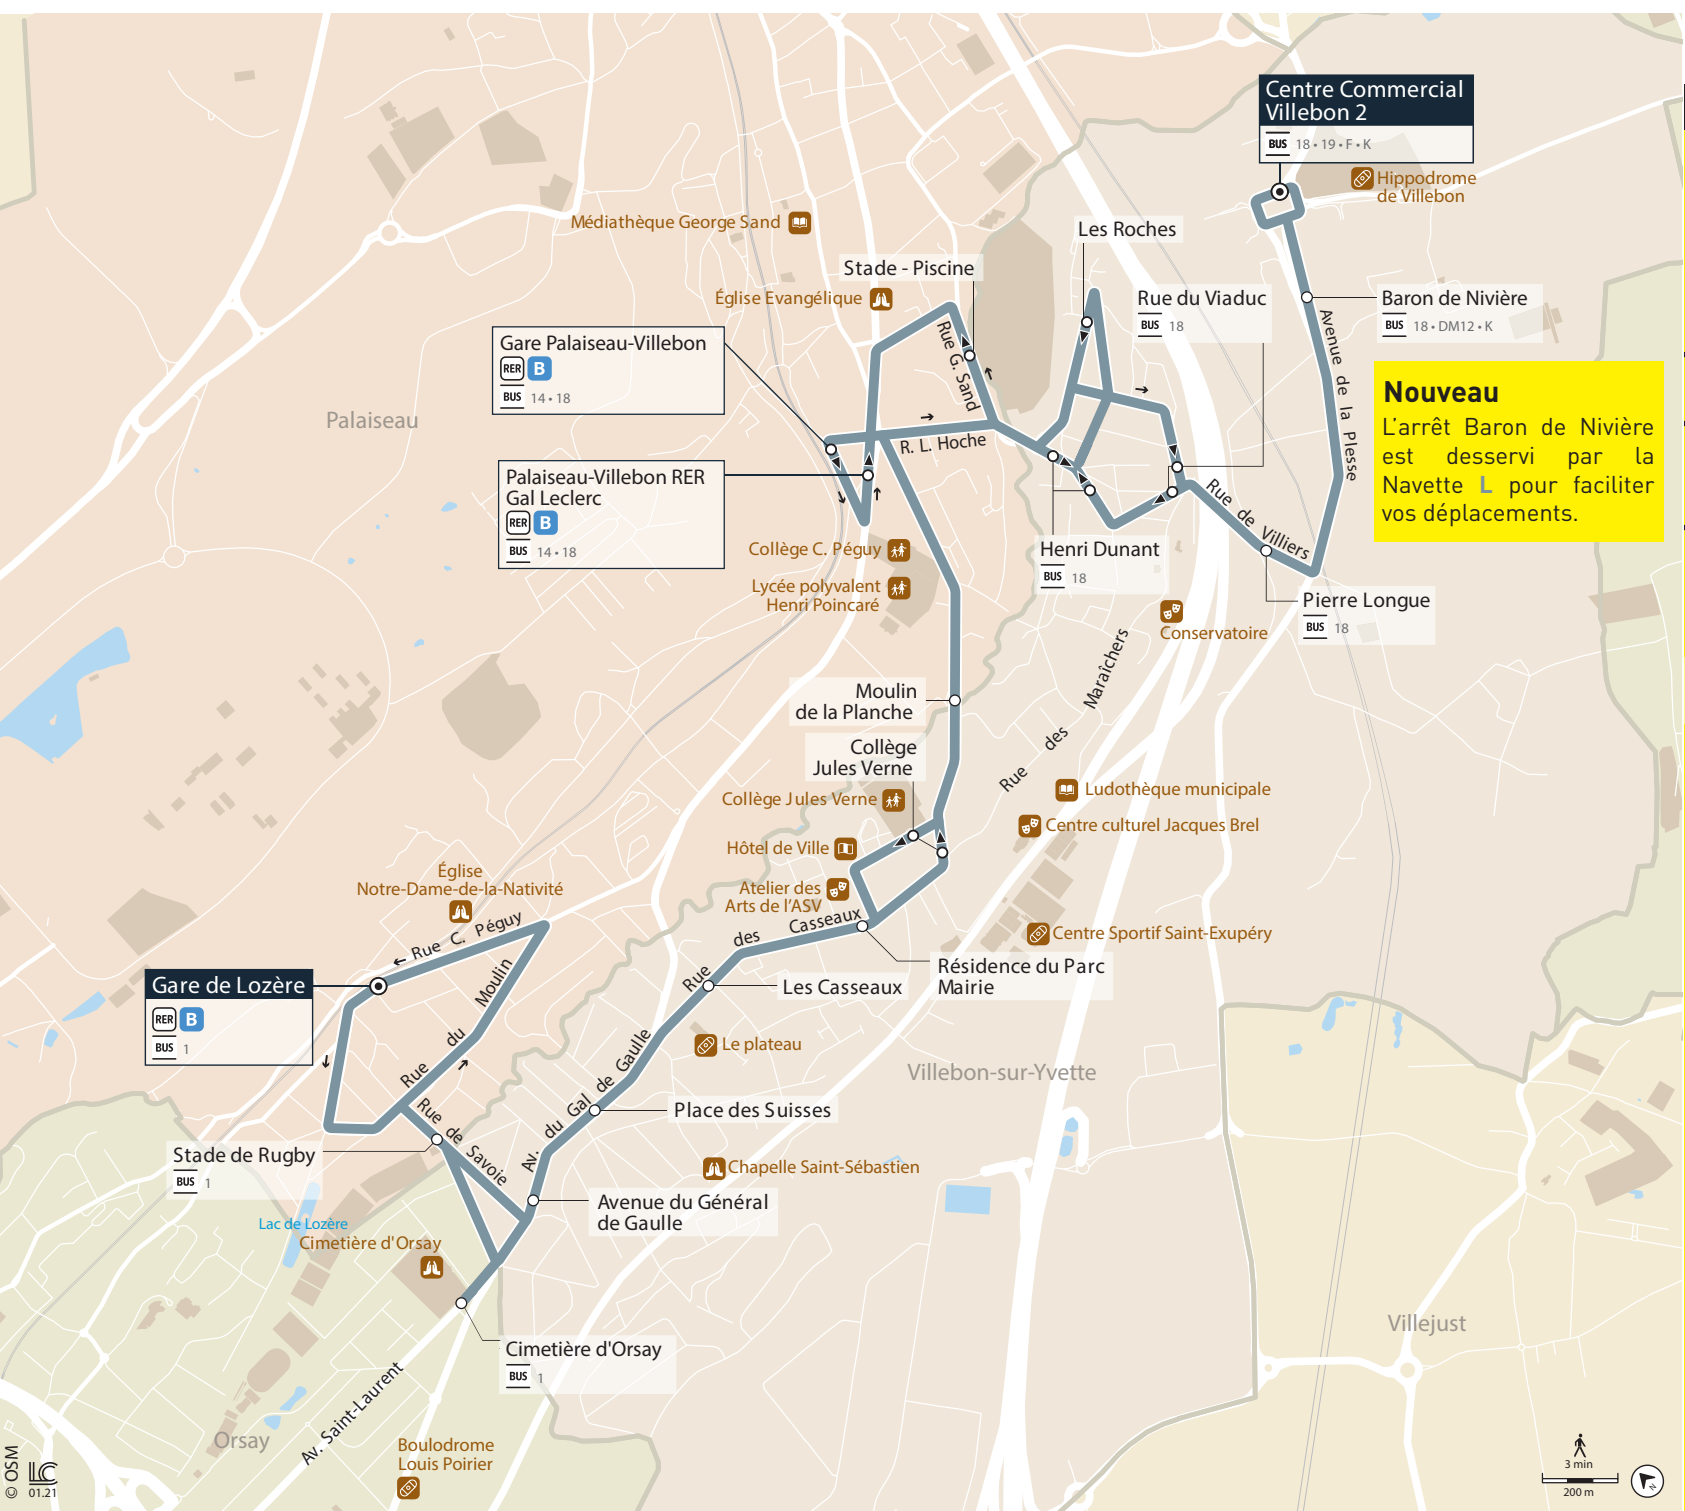 Centre Commercial
Villebon 2
BUS 18 • 19 • F • K
Hippodrome
de Villebon
Médiathèque George Sand
Les Roches
Stade - Piscine
Église Evangélique
Rue du Viaduc
BUS 18
Baron de Nivière
BUS 18 • DM12 • K
Avenue de la Plesse
Rue G. Sand
Gare Palaiseau-Villebon
RER B
BUS 14 • 18
Palaiseau
R. L. Hoche
Nouveau
L'arrêt Baron de Nivière
est desservi par la
Navette L pour faciliter
vos déplacements.
Palaiseau-Villebon RER
Gal Leclerc
RER B
BUS 14 • 18
Rue de Villiers
Collège C. Péguy
Henri Dunant
BUS 18
Lycée polyvalent
Henri Poincaré
Pierre Longue
BUS 18
Conservatoire
Rue des Maraîchers
Moulin
de la Planche
Collège
Jules Verne
Collège Jules Verne
Ludothèque municipale
Centre culturel Jacques Brel
Hôtel de Ville
Atelier des
Arts de l'ASV
Église
Notre-Dame-de-la-Nativité
Rue C. Péguy
Rue des Casseaux
Centre Sportif Saint-Exupéry
Résidence du Parc
Mairie
Gare de Lozère
RER B
BUS 1
Les Casseaux
Rue du Moulin
Le plateau
Villebon-sur-Yvette
Av. du Gal de Gaulle
Place des Suisses
Rue de Savoie
Stade de Rugby
BUS 1
Chapelle Saint-Sébastien
Avenue du Général
de Gaulle
Lac de Lozère
Cimetière d'Orsay
Villejust
Cimetière d'Orsay
BUS 1
Av. Saint-Laurent
Orsay
Boulodrome
Louis Poirier
© OSM
LC
01.21
3 min
200 m
N